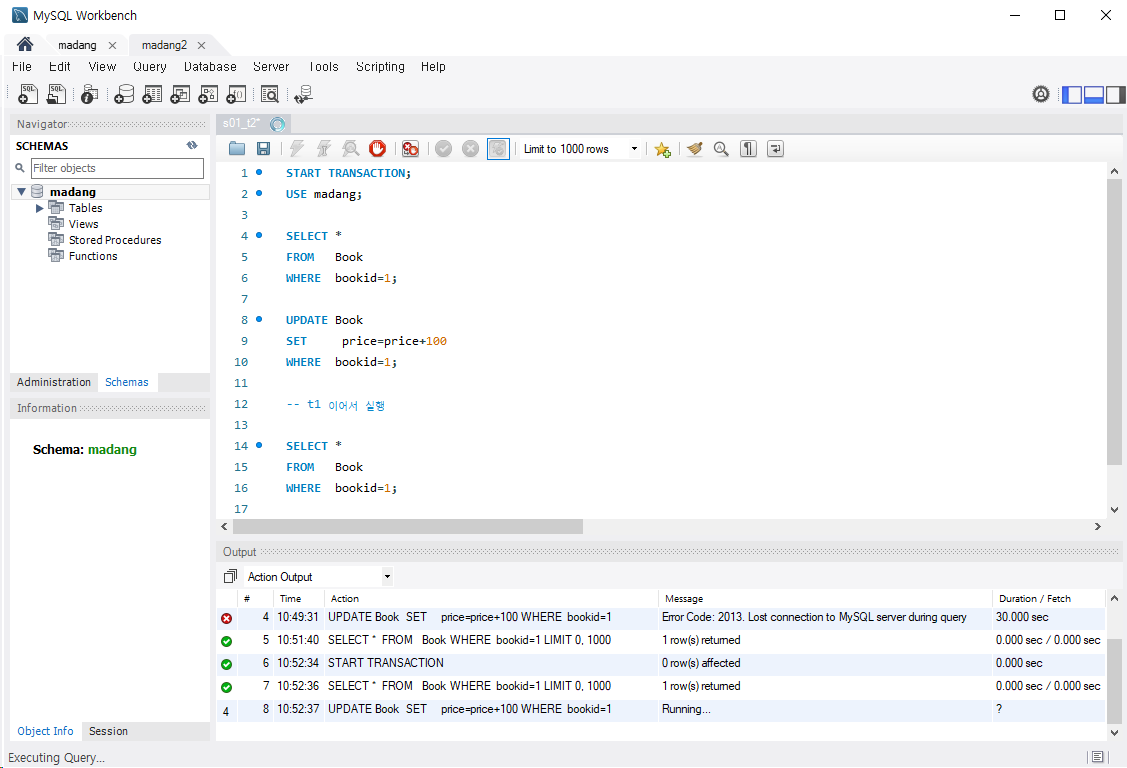 MySQL Workbench
madang
madang2
File Edit View Query Database Server Tools Scripting Help
Navigator
SCHEMAS
Filter objects
madang
Tables
Views
Stored Procedures
Functions
Administration Schemas
Information
Schema: madang
Object Info Session
s01_t2*
Limit to 1000 rows
1 START TRANSACTION;
2 USE madang;
3
4 SELECT *
5 FROM Book
6 WHERE bookid=1;
7
8 UPDATE Book
9 SET price=price+100
10 WHERE bookid=1;
11
12 -- t1 이어서 실행
13
14 SELECT *
15 FROM Book
16 WHERE bookid=1;
17
Output
Action Output
# Time Action Message Duration / Fetch
4 10:49:31 UPDATE Book SET price=price+100 WHERE bookid=1 Error Code: 2013. Lost connection to MySQL server during query 30.000 sec
5 10:51:40 SELECT * FROM Book WHERE bookid=1 LIMIT 0, 1000 1 row(s) returned 0.000 sec / 0.000 sec
6 10:52:34 START TRANSACTION 0 row(s) affected 0.000 sec
7 10:52:36 SELECT * FROM Book WHERE bookid=1 LIMIT 0, 1000 1 row(s) returned 0.000 sec / 0.000 sec
4 8 10:52:37 UPDATE Book SET price=price+100 WHERE bookid=1 Running... ?
Executing Query...